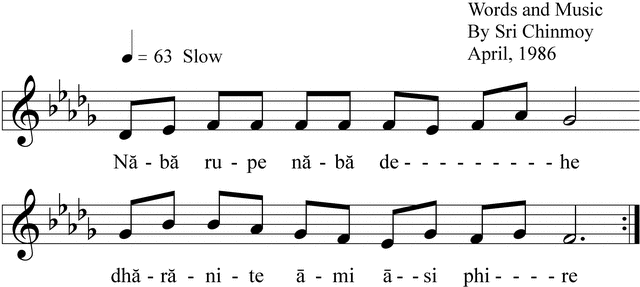 Words and Music
By Sri Chinmoy
April, 1986
= 63 Slow
Nă - bă ru - pe nă - bă de - - - - - - - - - he
dhă - ră - ni - te ā - mi ā - - si phi - - - - re